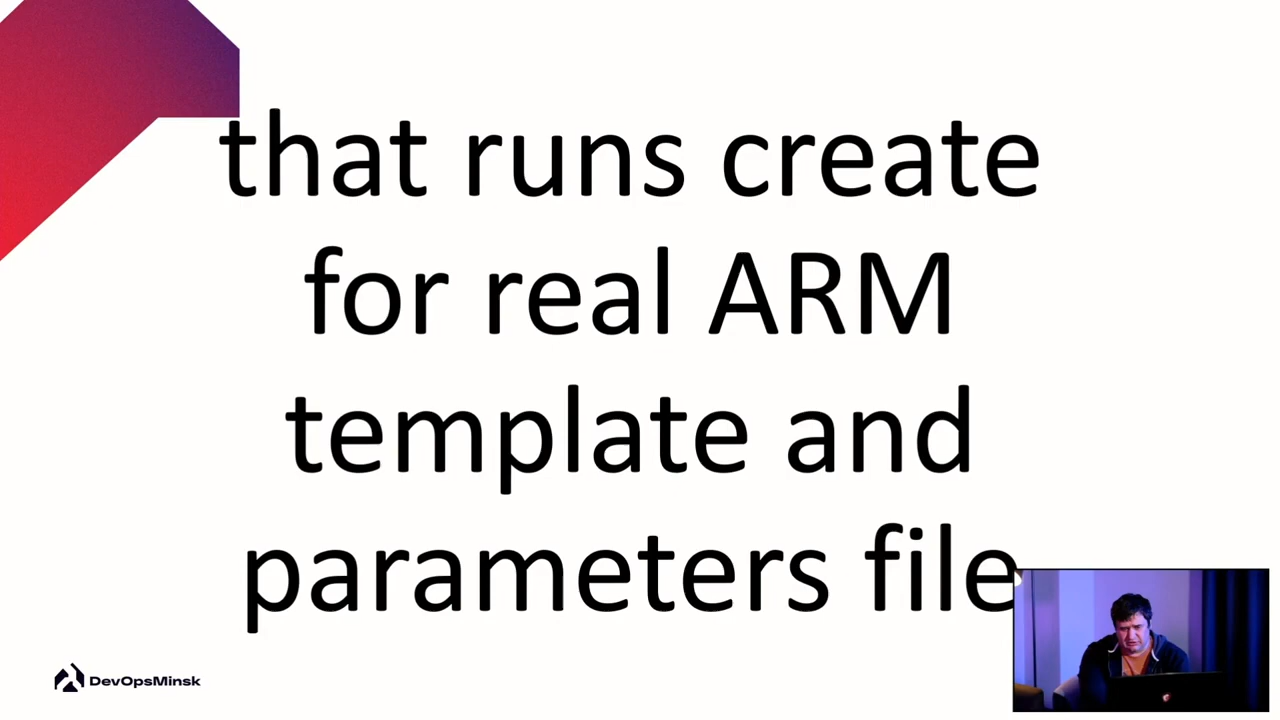 that runs create
for real ARM
template and
parameters file
DevOpsMinsk